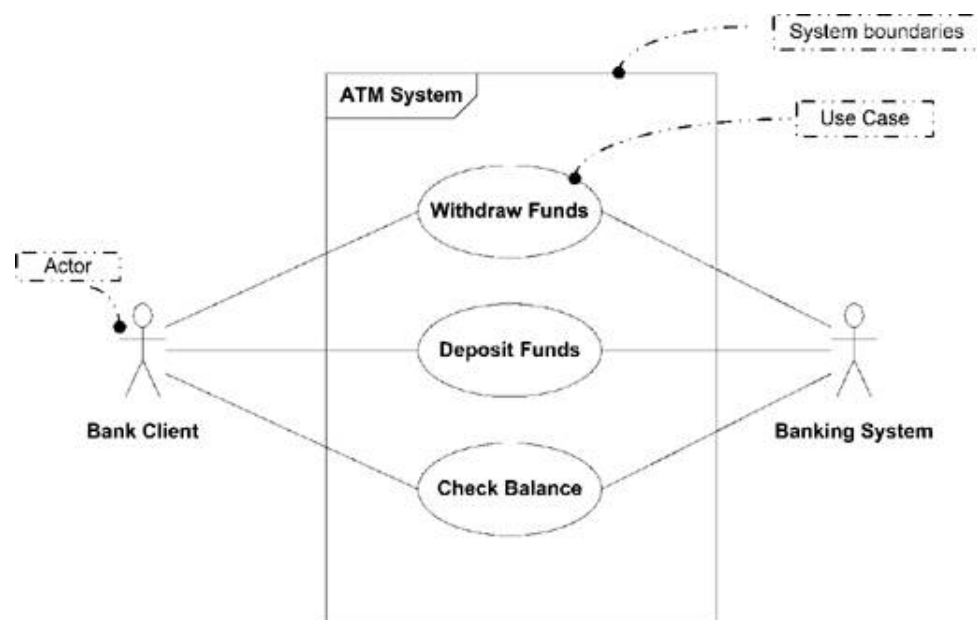 System boundaries
ATM System
Use Case
Withdraw Funds
Actor
Deposit Funds
Bank Client
Banking System
Check Balance